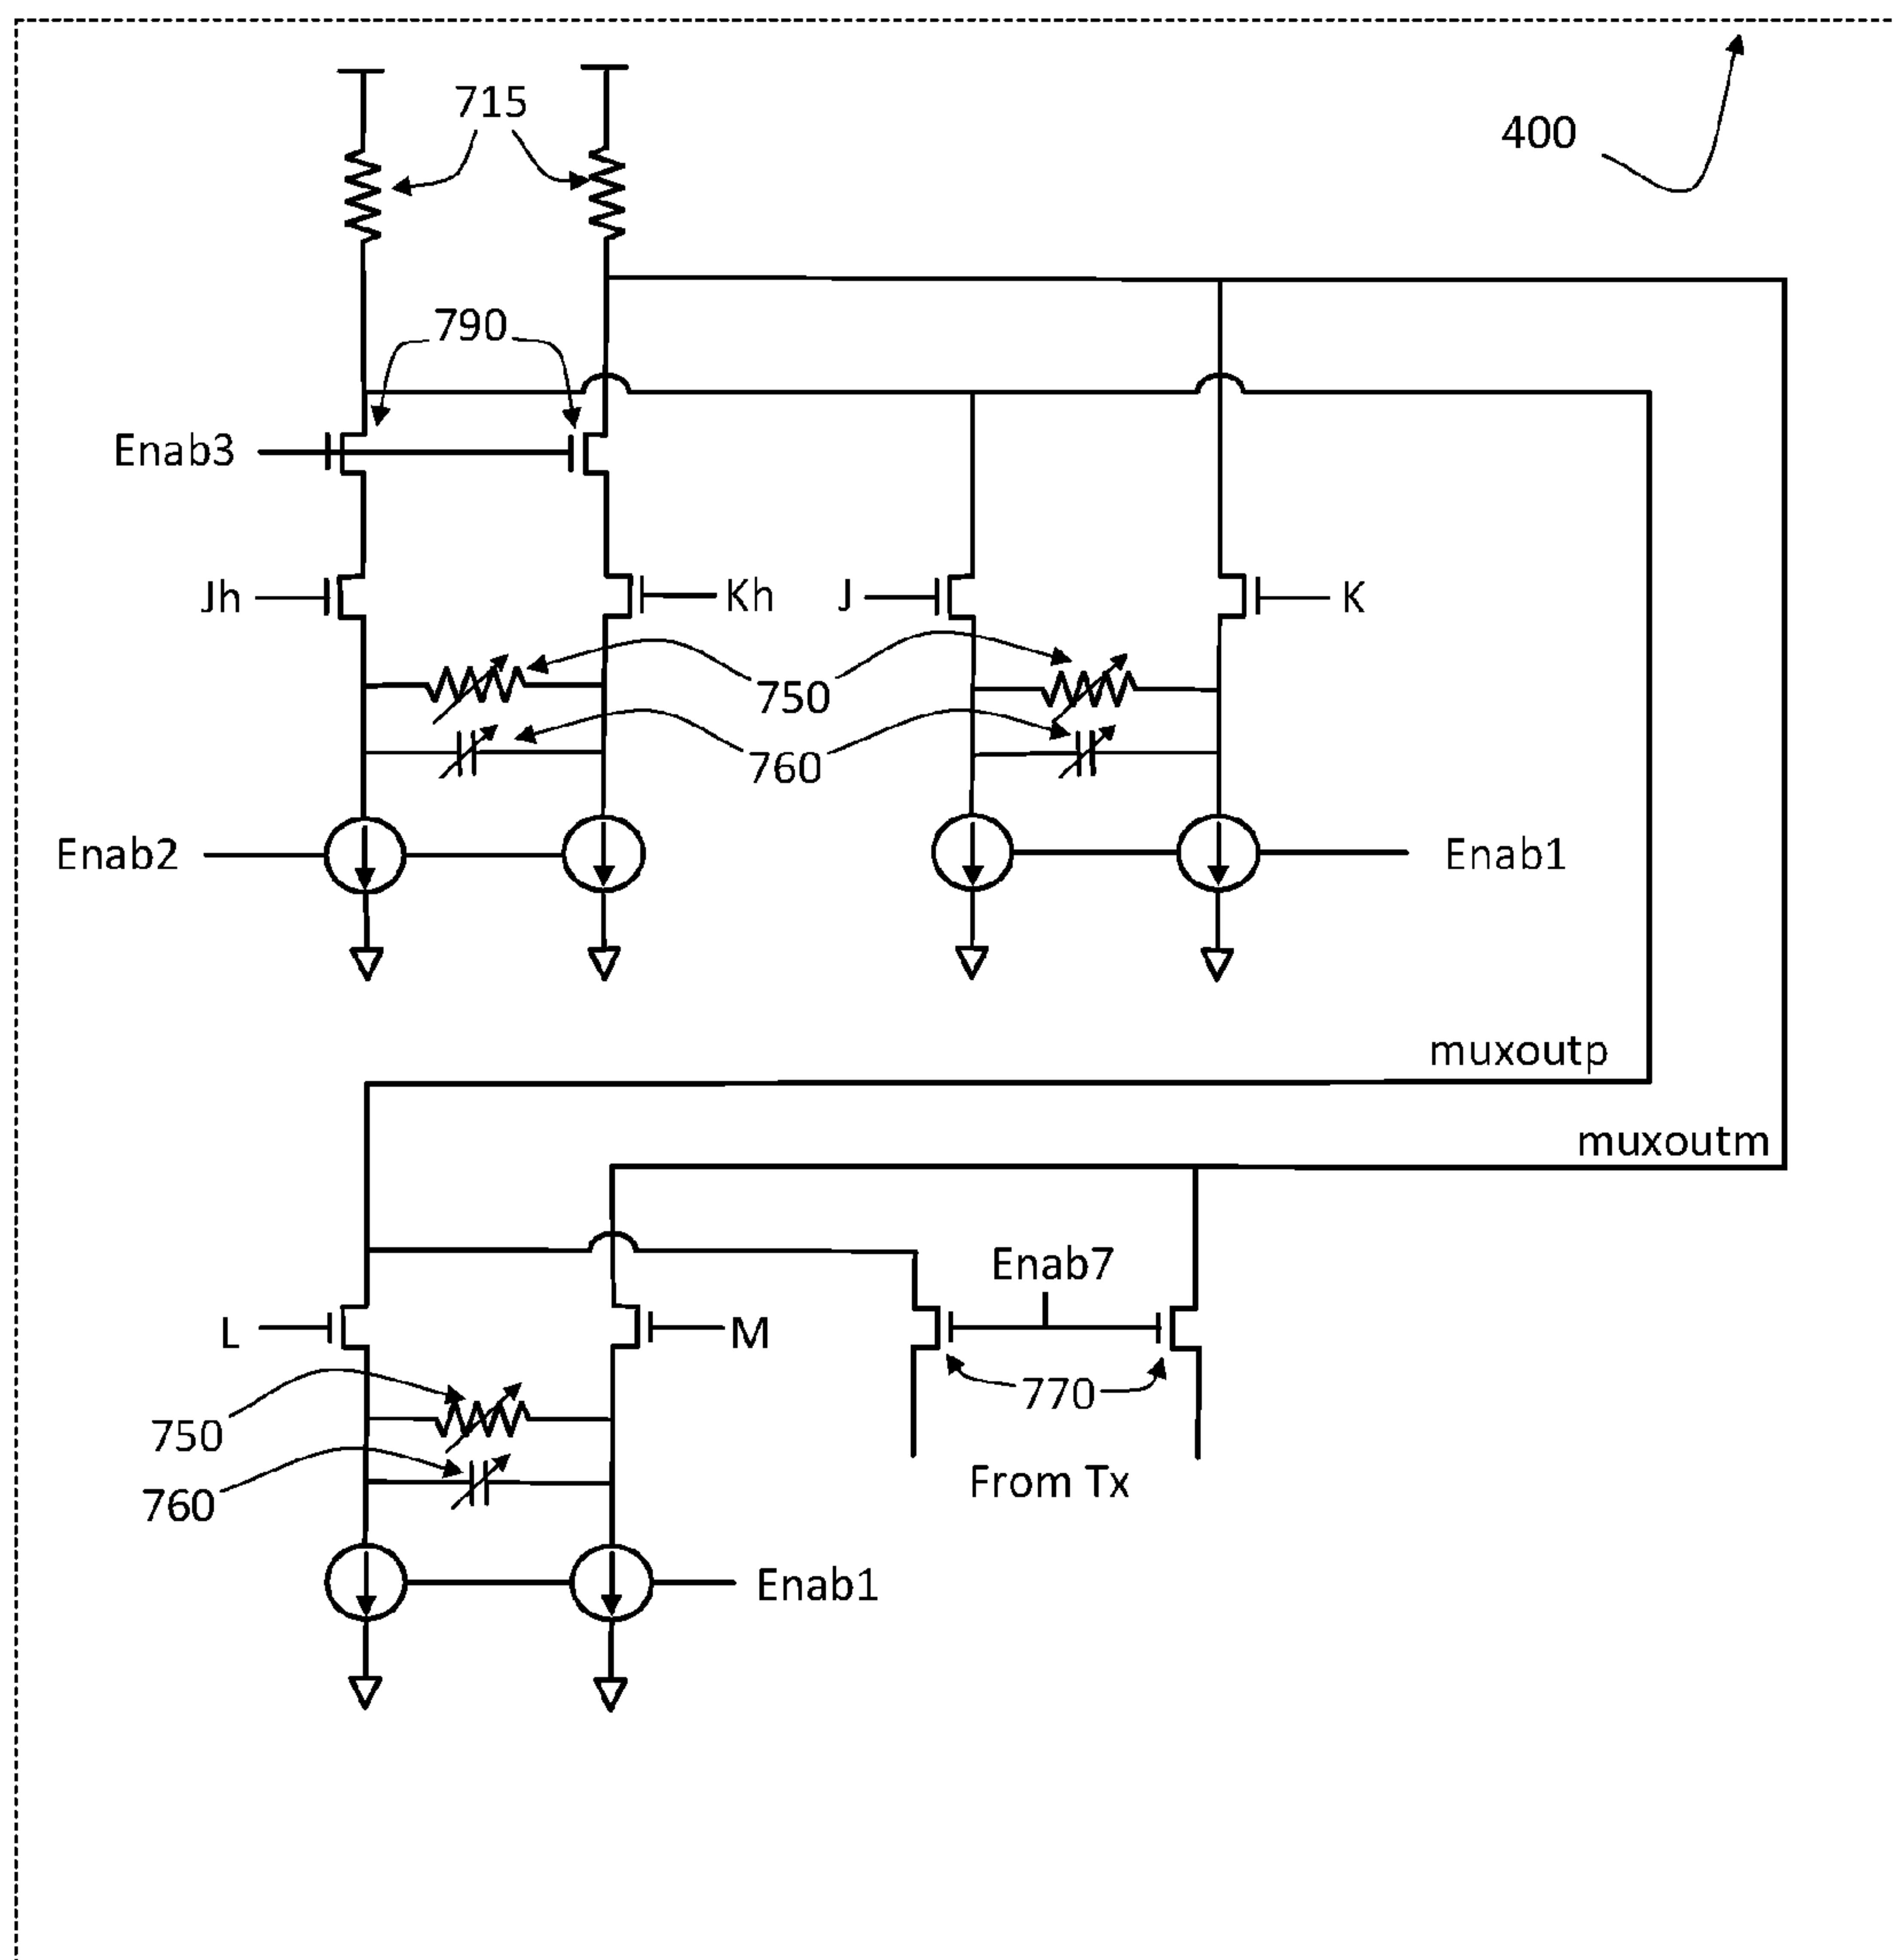 715
400
790
Enab3
Jh
Kh
J
K
750
760
Enab2
Enab1
muxoutp
muxoutm
Enab7
L
M
770
750
From Tx
760
Enab1